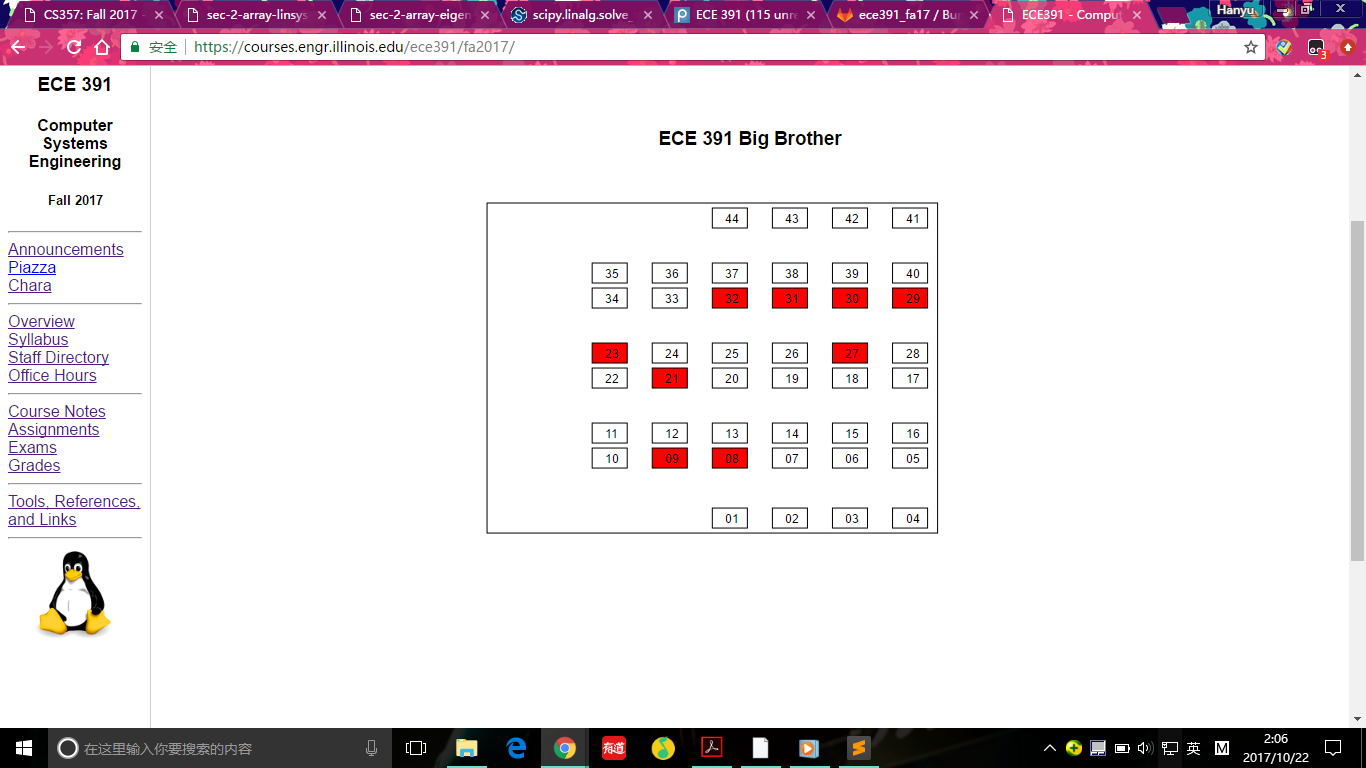 CS357: Fall 2017 -
sec-2-array-linsys
sec-2-array-eigen
scipy.linalg.solve_
ECE 391 (115 unre
ece391_fa17 / Bur
ECE391 - Comput
Hanyu
安全
https://courses.engr.illinois.edu/ece391/fa2017/
3
ECE 391
Computer
Systems
Engineering
Fall 2017
Announcements
Piazza
Chara
Overview
Syllabus
Staff Directory
Office Hours
Course Notes
Assignments
Exams
Grades
Tools, References,
and Links
ECE 391 Big Brother
44 43 42 41
35 36 37 38 39 40
34 33 32 31 30 29
23 24 25 26 27 28
22 21 20 19 18 17
11 12 13 14 15 16
10 09 08 07 06 05
01 02 03 04
在这里输入你要搜索的内容
有道
英
M
2:06
2017/10/22